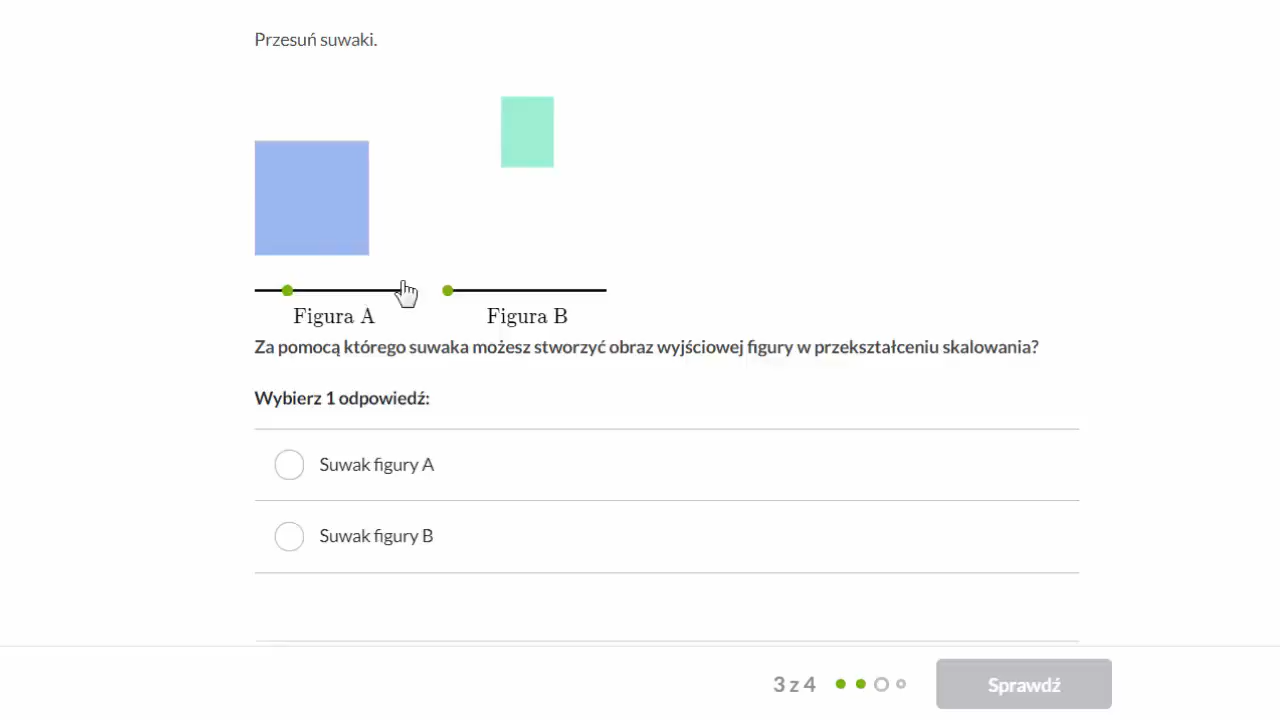 Przesuń suwaki.
Figura A
Figura B
Za pomocą którego suwaka możesz stworzyć obraz wyjściowej figury w przekształceniu skalowania?
Wybierz 1 odpowiedź:
Suwak figury A
Suwak figury B
3 z 4
Sprawdź